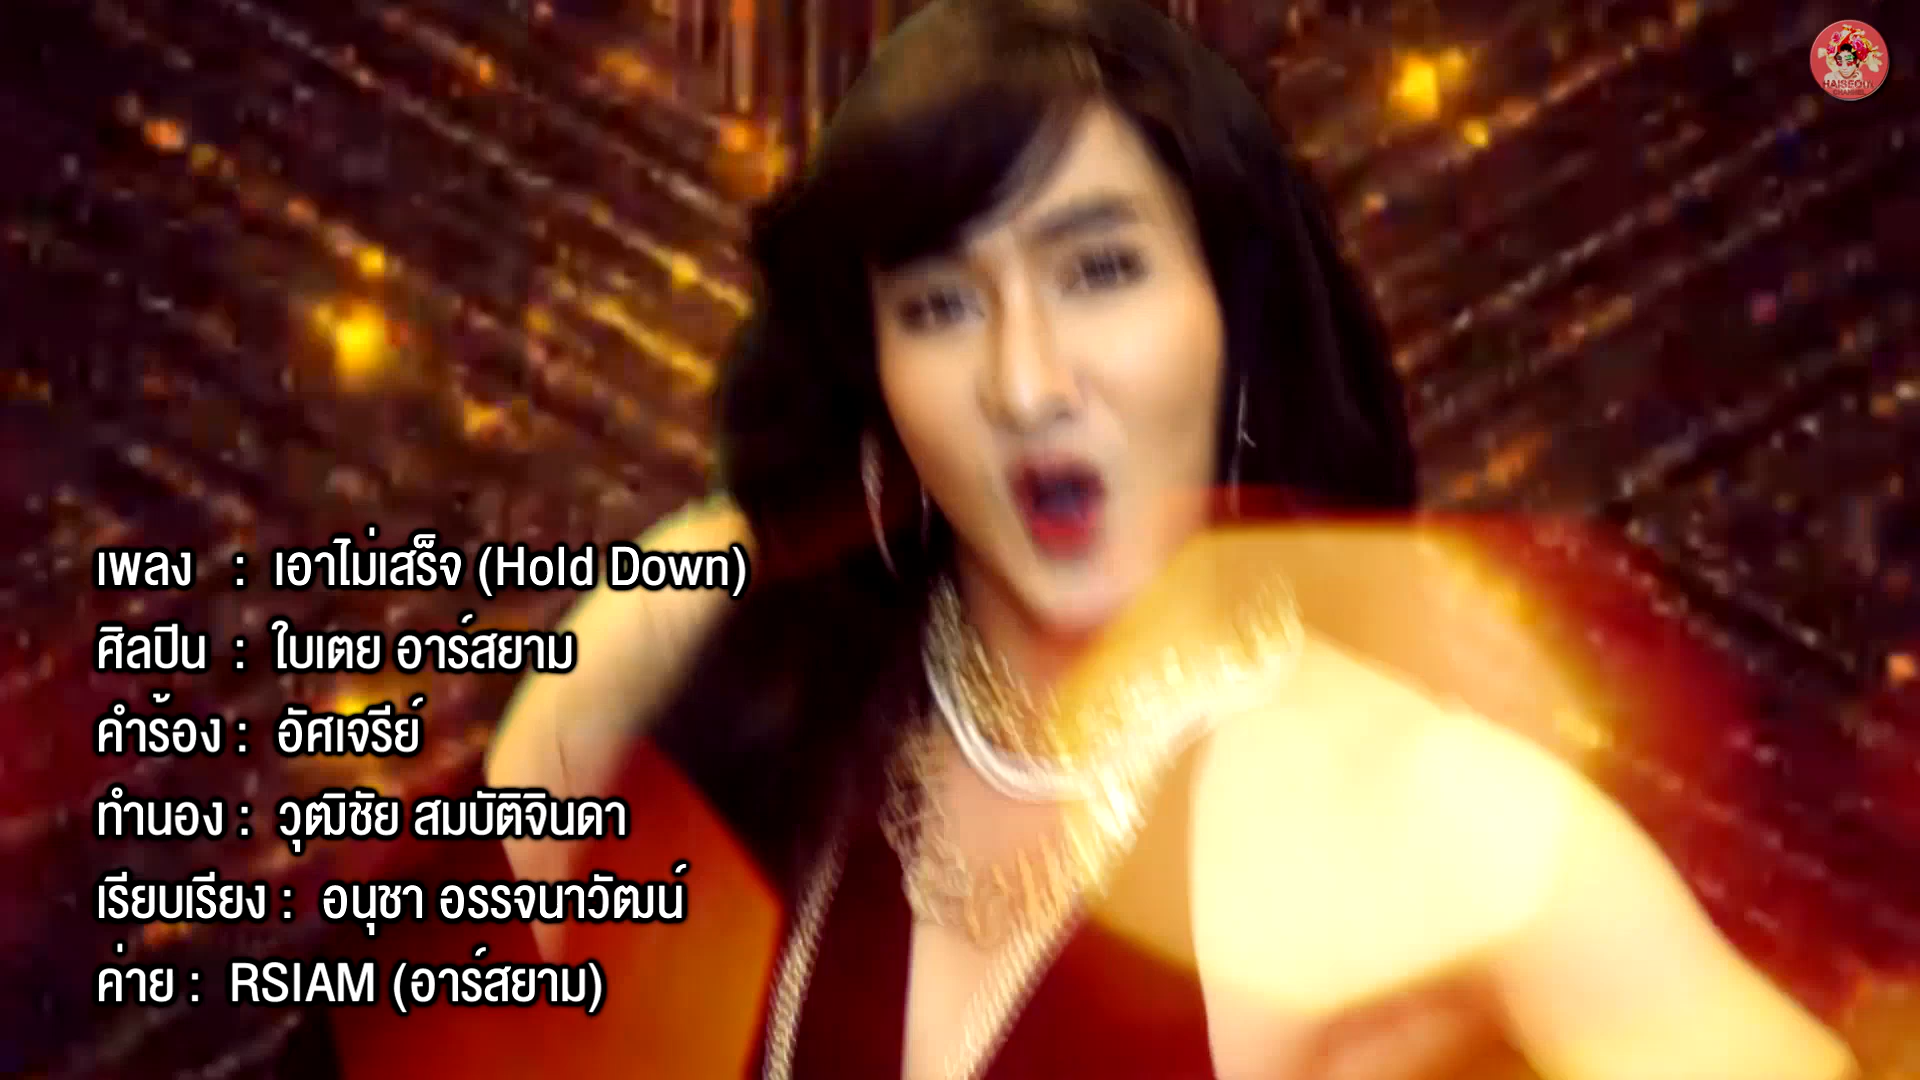 HAISEOUL
CHANNEL
เพลง : เอาไม่เสร็จ (Hold Down)
ศิลปิน : ใบเตย อาร์สยาม
คำร้อง : อัศเจรีย์
ทำนอง : วุฒิชัย สมบัติจินดา
เรียบเรียง : อนุชา อรรจนาวัฒน์
ค่าย : RSIAM (อาร์สยาม)